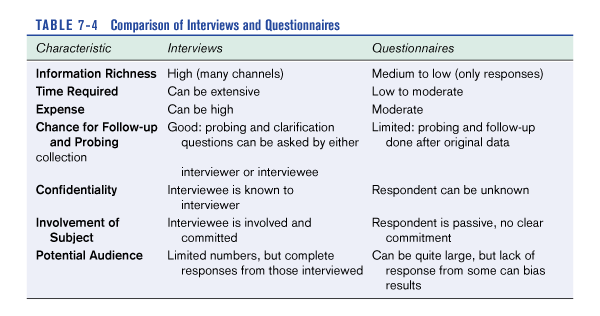 TABLE 7-4 Comparison of Interviews and Questionnaires
Characteristic Interviews Questionnaires
Information Richness High (many channels) Medium to low (only responses)
Time Required Can be extensive Low to moderate
Expense Can be high Moderate
Chance for Follow-up Good: probing and clarification Limited: probing and follow-up
and Probing questions can be asked by either done after original data
collection
interviewer or interviewee
Confidentiality Interviewee is known to Respondent can be unknown
interviewer
Involvement of Interviewee is involved and Respondent is passive, no clear
Subject committed commitment
Potential Audience Limited numbers, but complete Can be quite large, but lack of
responses from those interviewed response from some can bias
results